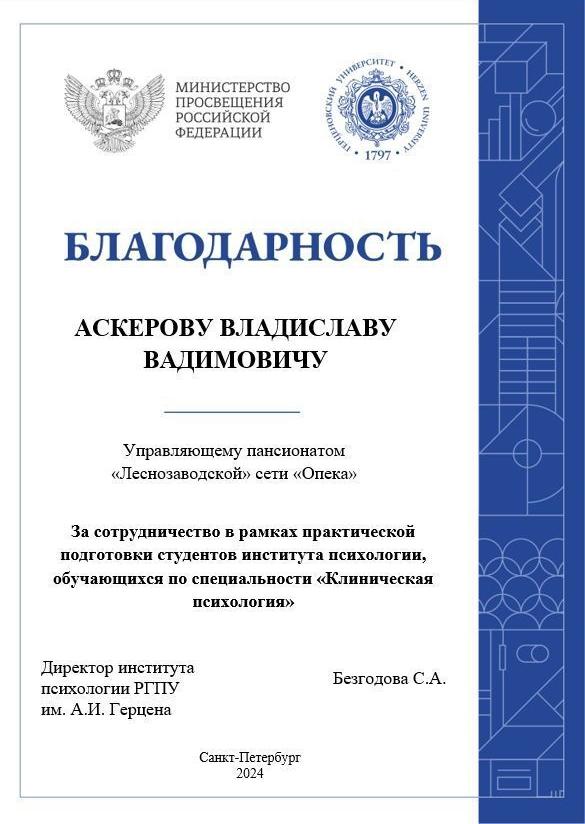 МИНИСТЕРСТВО
ПРОСВЕЩЕНИЯ
РОССИЙСКОЙ
ФЕДЕРАЦИИ
ГЕРЦЕНОВСКИЙ УНИВЕРСИТЕТ • HERZEN UNIVERSITY
• 1797 •
БЛАГОДАРНОСТЬ
АСКЕРОВУ ВЛАДИСЛАВУ
ВАДИМОВИЧУ
Управляющему пансионатом
«Леснозаводской» сети «Опека»
За сотрудничество в рамках практической
подготовки студентов института психологии,
обучающихся по специальности «Клиническая
психология»
Директор института
психологии РГПУ
им. А.И. Герцена
Безгодова С.А.
Санкт-Петербург
2024